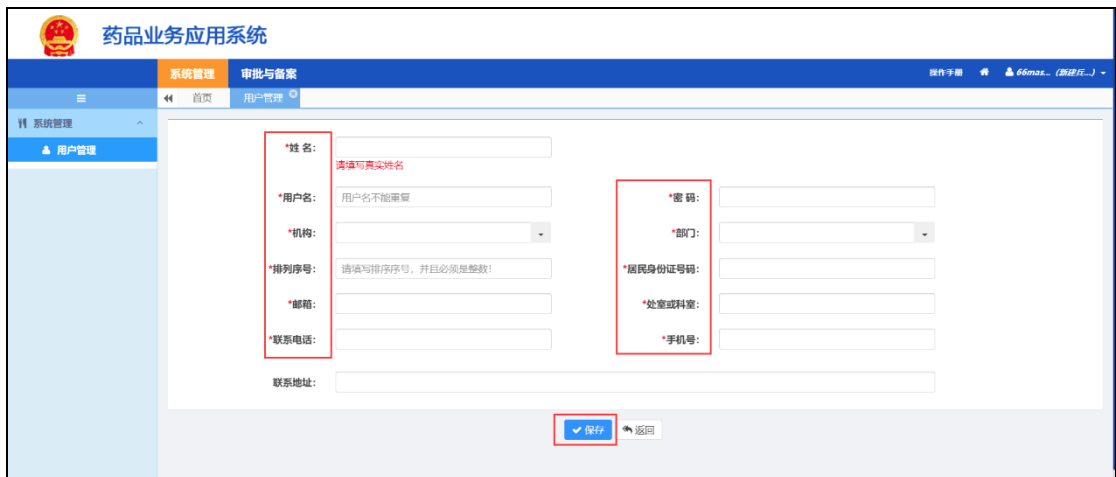 药品业务应用系统
系统管理 审批与备案 操作手册 66mas... (新建兵...)
首页 用户管理
系统管理
用户管理
*姓 名：
请填写真实姓名
*用户名： 用户名不能重复 *密 码：
*机构： *部门：
*排列序号： 请填写排序序号，并且必须是整数！ *居民身份证号码：
*邮箱： *处室或科室：
*联系电话： *手机号：
联系地址：
保存 返回